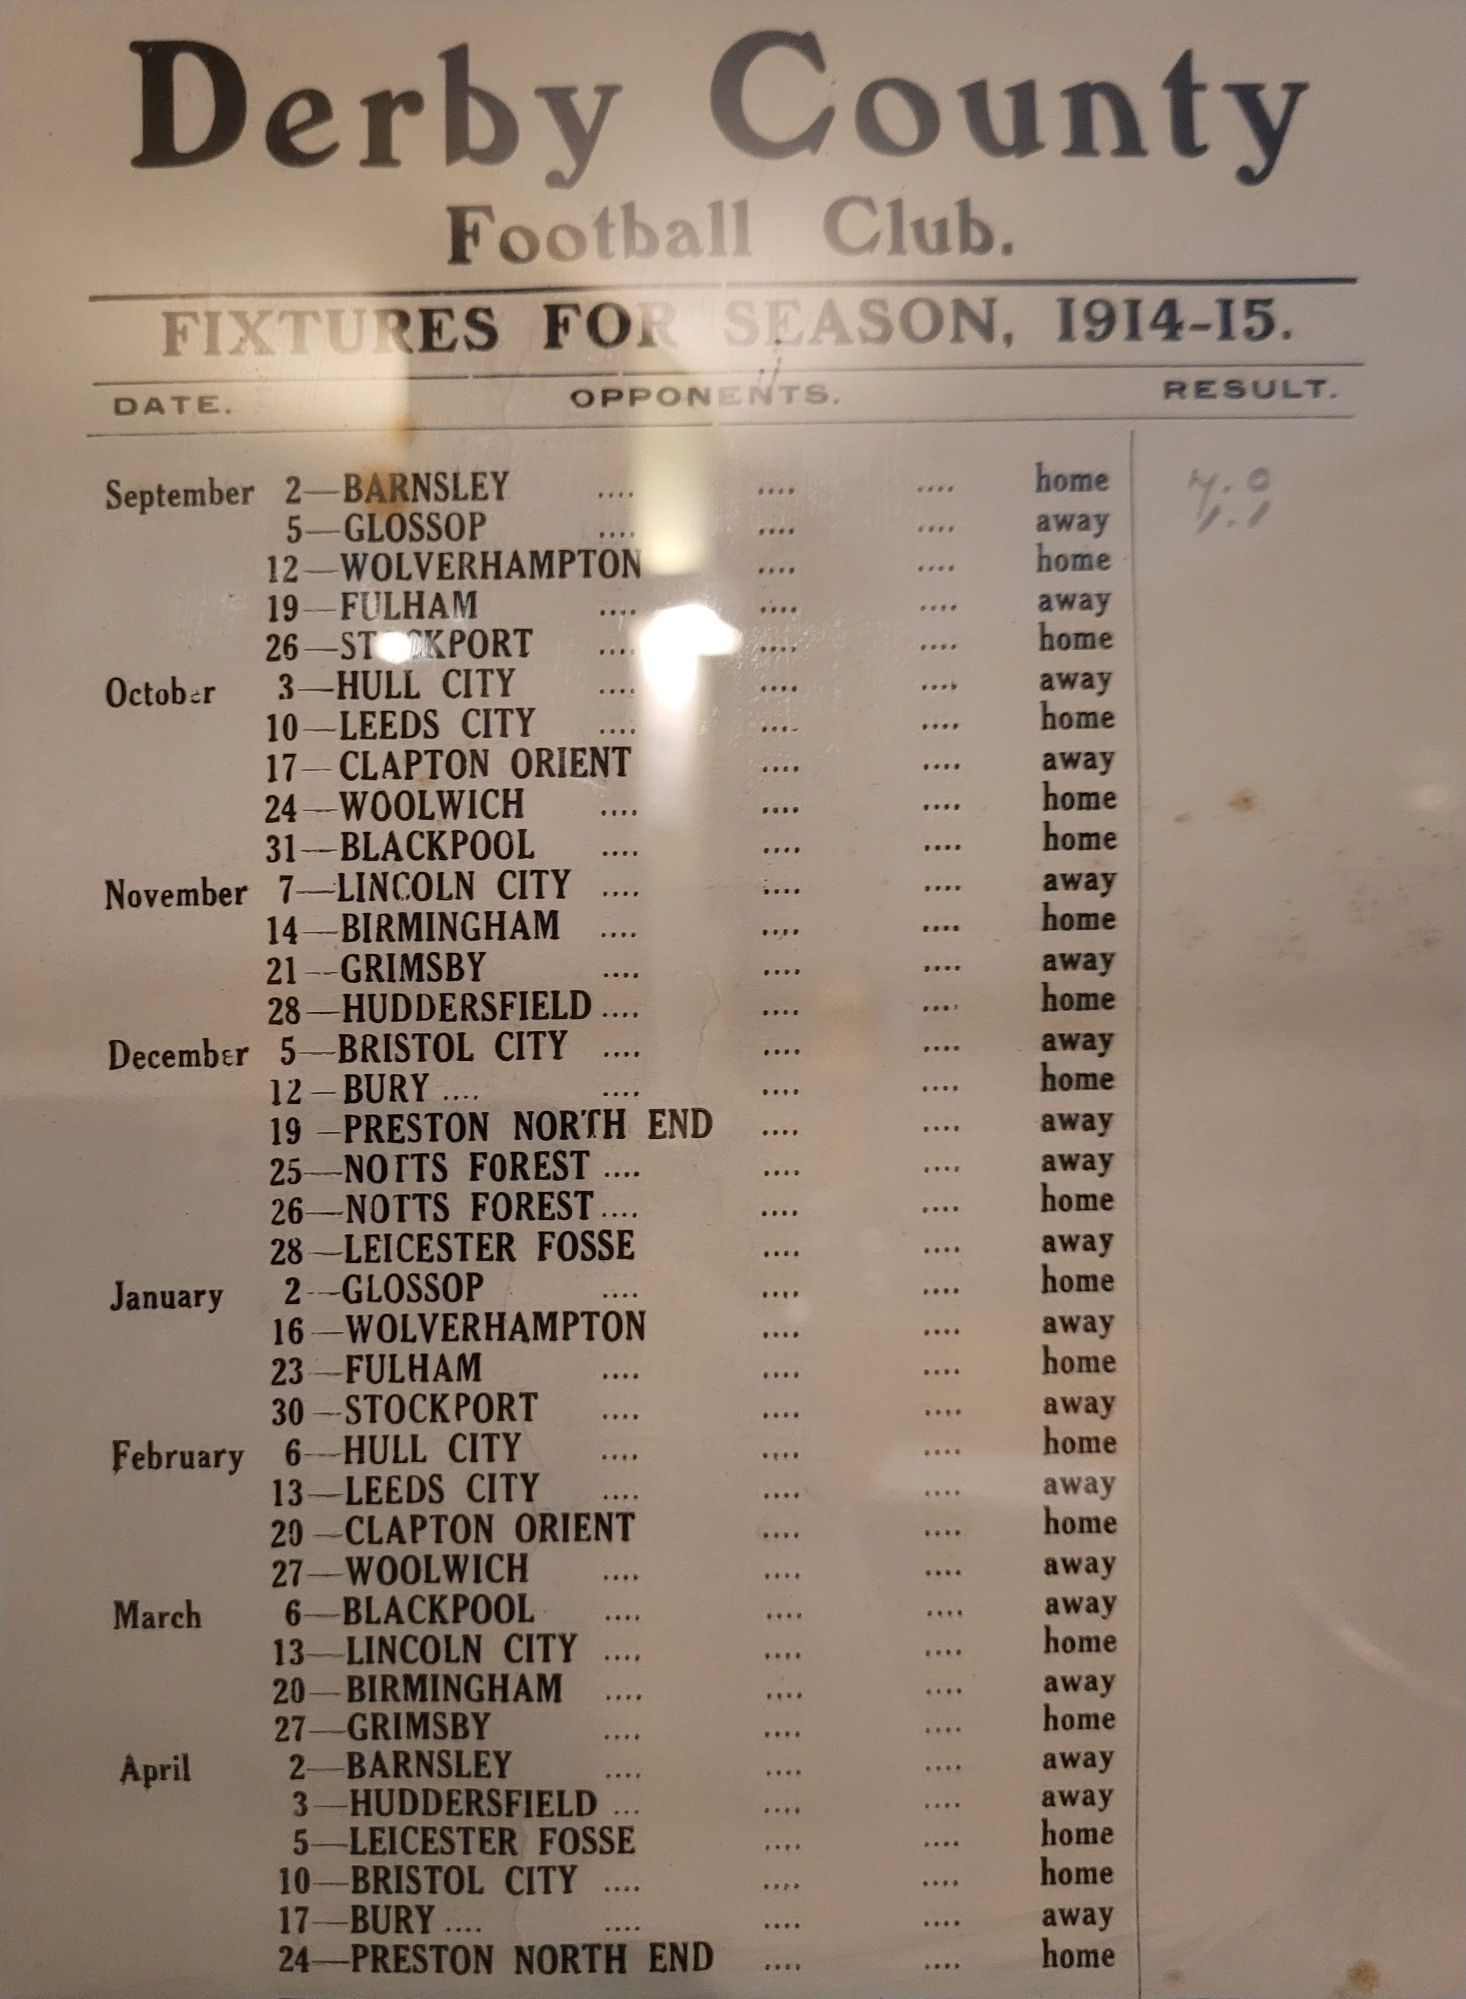 Derby County
Football Club.
FIXTURES FOR SEASON, 1914-15.
DATE. OPPONENTS. RESULT.
September 2—BARNSLEY .... .... .... home 7.0
5—GLOSSOP .... .... .... away 1.1
12—WOLVERHAMPTON .... .... home
19—FULHAM .... .... .... away
26—STOCKPORT .... .... .... home
October 3—HULL CITY .... .... .... away
10—LEEDS CITY .... .... .... home
17—CLAPTON ORIENT .... .... away
24—WOOLWICH .... .... .... home
31—BLACKPOOL .... .... .... home
November 7—LINCOLN CITY .... .... .... away
14—BIRMINGHAM .... .... .... home
21—GRIMSBY .... .... .... away
28—HUDDERSFIELD .... .... .... home
December 5—BRISTOL CITY .... .... .... away
12—BURY .... .... .... .... home
19—PRESTON NORTH END .... .... away
25—NOTTS FOREST .... .... .... away
26—NOTTS FOREST .... .... .... home
28—LEICESTER FOSSE .... .... away
January 2—GLOSSOP .... .... .... home
16—WOLVERHAMPTON .... .... away
23—FULHAM .... .... .... home
30—STOCKPORT .... .... .... away
February 6—HULL CITY .... .... .... home
13—LEEDS CITY .... .... .... away
20—CLAPTON ORIENT .... .... home
27—WOOLWICH .... .... .... away
March 6—BLACKPOOL .... .... .... away
13—LINCOLN CITY .... .... .... home
20—BIRMINGHAM .... .... .... away
27—GRIMSBY .... .... .... home
April 2—BARNSLEY .... .... .... away
3—HUDDERSFIELD ... .... .... away
5—LEICESTER FOSSE .... .... home
10—BRISTOL CITY .... .... .... home
17—BURY .... .... .... .... away
24—PRESTON NORTH END .... .... home